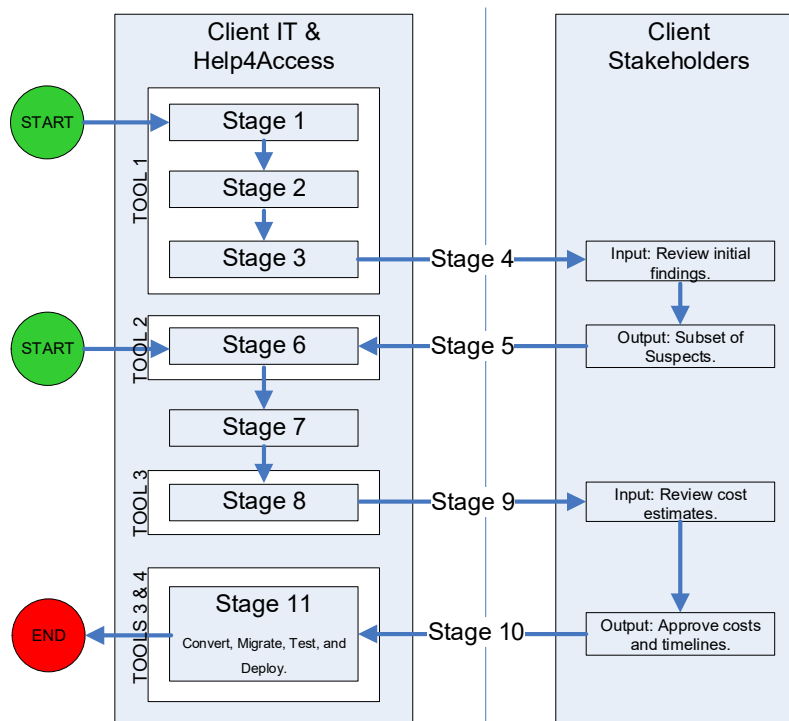 Client IT &
Help4Access
Client
Stakeholders
START
TOOL 1
Stage 1
Stage 2
Stage 3
Stage 4
Input: Review initial
findings.
START
TOOL 2
Stage 6
Stage 5
Output: Subset of
Suspects.
Stage 7
TOOL 3
Stage 8
Stage 9
Input: Review cost
estimates.
END
TOOLS 3 & 4
Stage 11
Convert, Migrate, Test, and
Deploy.
Stage 10
Output: Approve costs
and timelines.